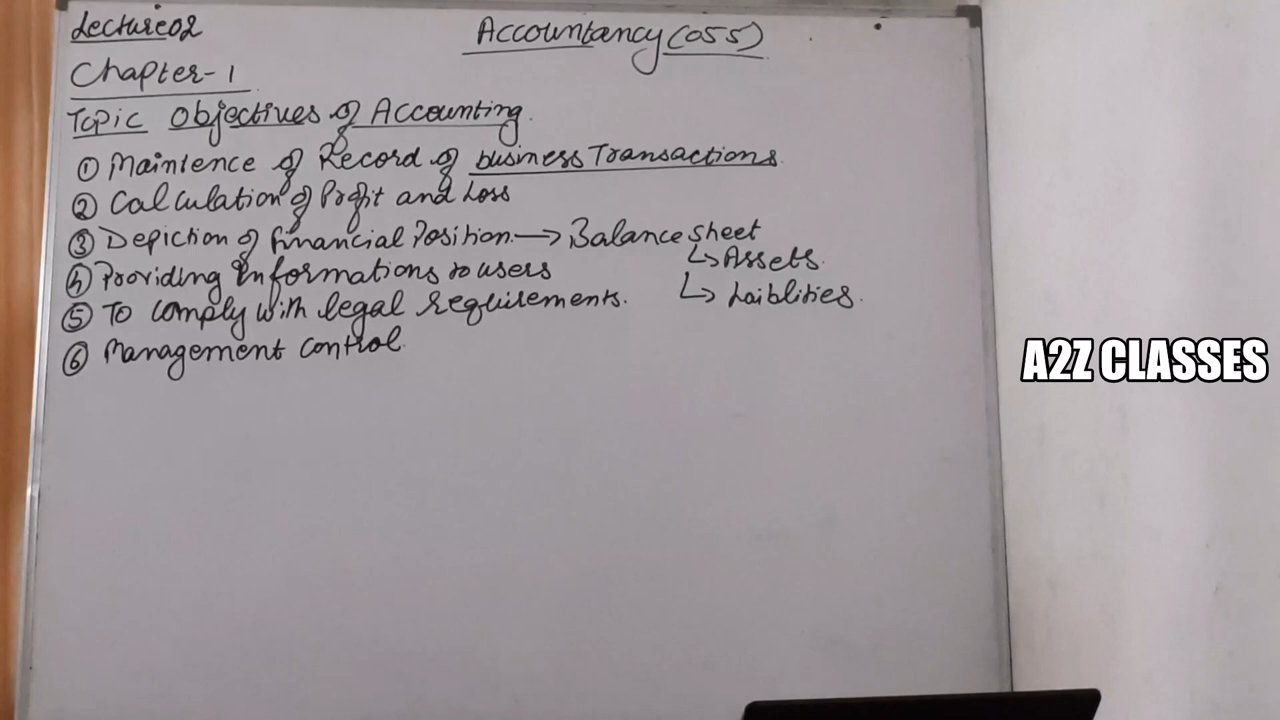 Lecture 02
Accountancy (055)
Chapter-1
Topic Objectives of Accounting.
① Maintence of Record of business Transactions.
② Calculation of Profit and Loss
③ Depiction of financial Position. → Balance sheet
↳ Assets.
④ Providing Informations to users
↳ Laiblities.
⑤ To comply with legal requirements.
⑥ Management control.
A2Z CLASSES